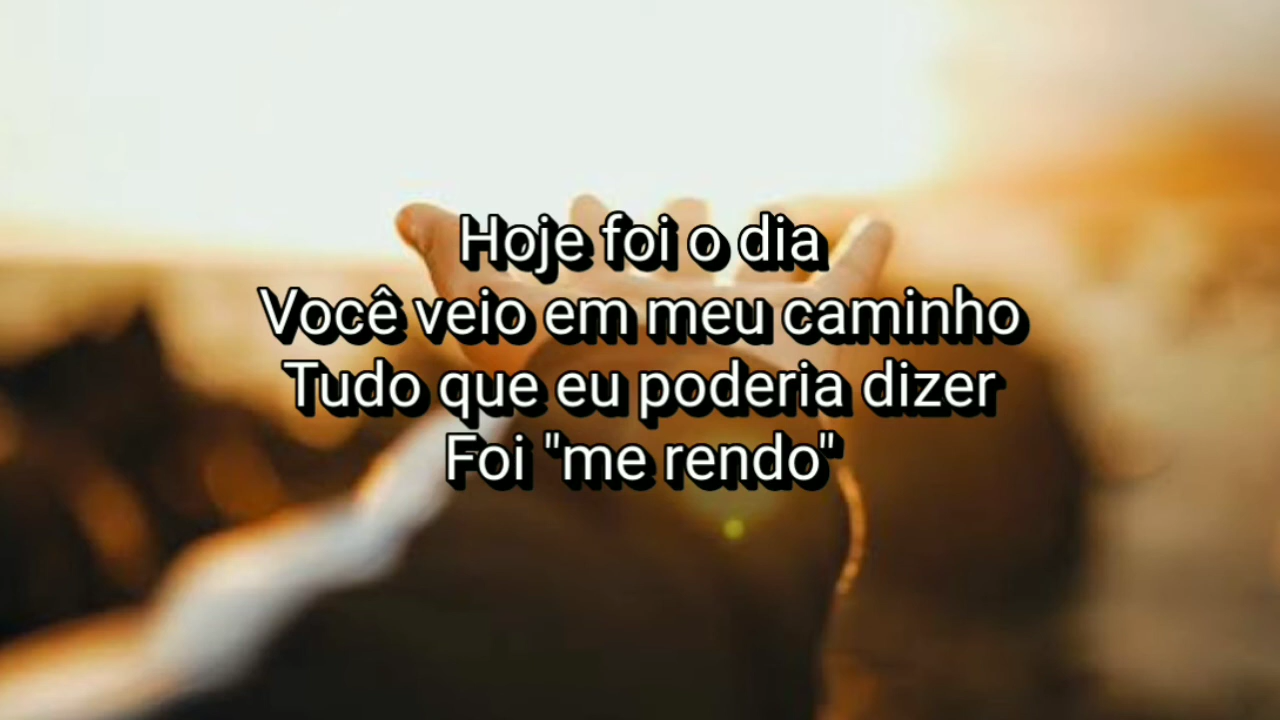 Hoje foi o dia
Você veio em meu caminho
Tudo que eu poderia dizer
Foi "me rendo"